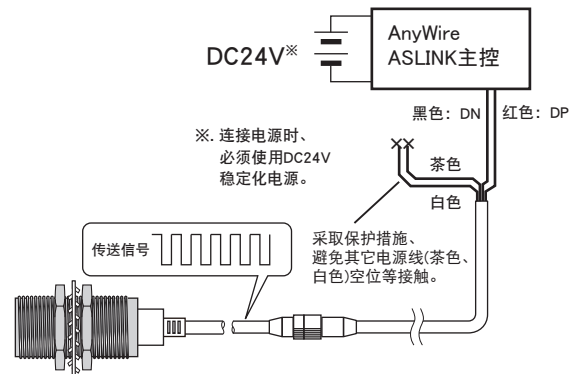 AnyWire
ASLINK主控
DC24V※
黑色：DN
红色：DP
※. 连接电源时、
必须使用DC24V
稳定化电源。
茶色
白色
采取保护措施、
避免其它电源线(茶色、
白色)空位等接触。
传送信号